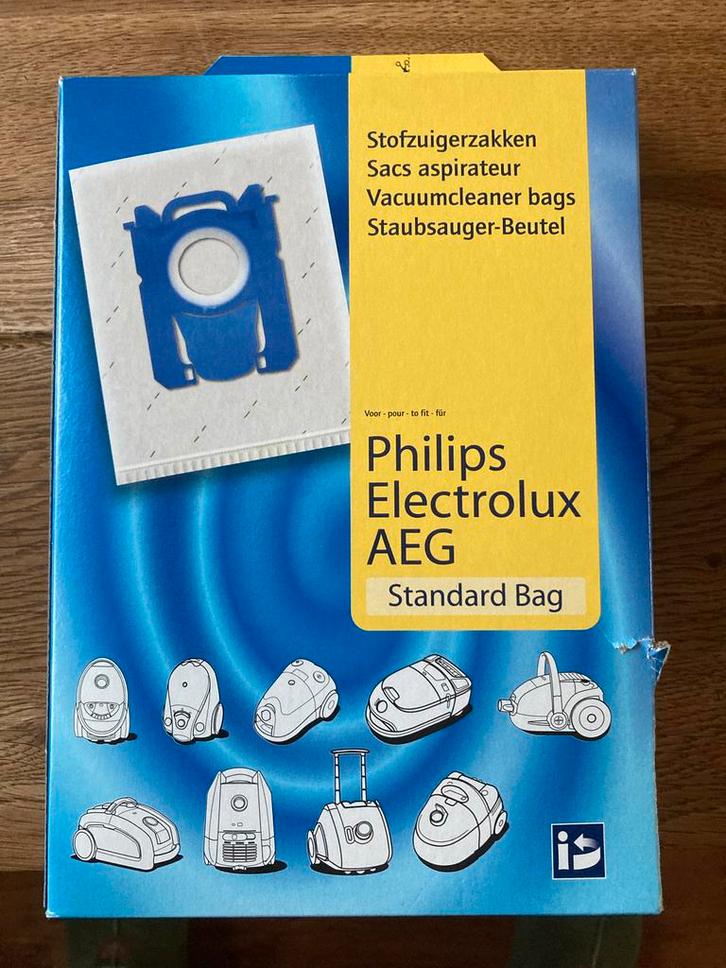 Stofzuigerzakken
Sacs aspirateur
Vacuumcleaner bags
Staubsauger-Beutel
Voor - pour - to fit - für
Philips
Electrolux
AEG
Standard Bag
i